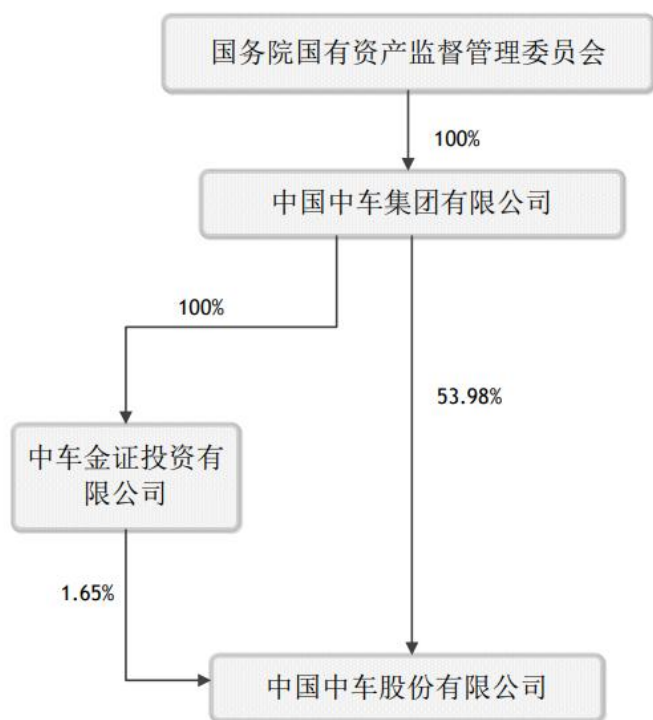 国务院国有资产监督管理委员会
100%
中国中车集团有限公司
100%
53.98%
中车金证投资有
限公司
1.65%
中国中车股份有限公司